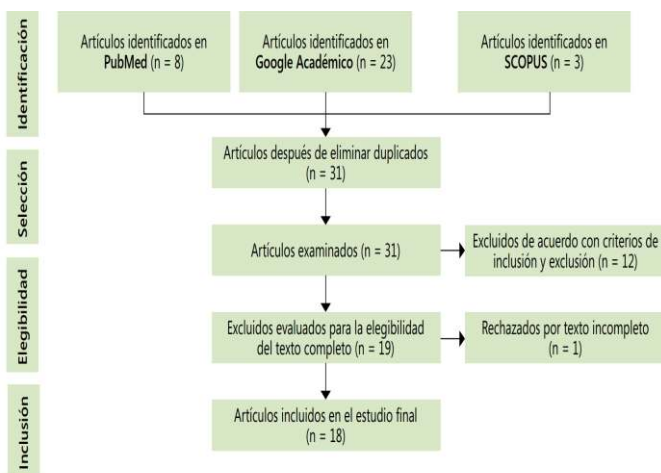 Identificación
Artículos identificados en
PubMed (n = 8)
Artículos identificados en
Google Académico (n = 23)
Artículos identificados en
SCOPUS (n = 3)
Selección
Artículos después de eliminar duplicados
(n = 31)
Artículos examinados (n = 31)
Excluidos de acuerdo con criterios de
inclusión y exclusión (n = 12)
Elegibilidad
Excluidos evaluados para la elegibilidad
del texto completo (n = 19)
Rechazados por texto incompleto
(n = 1)
Inclusión
Artículos incluidos en el estudio final
(n = 18)